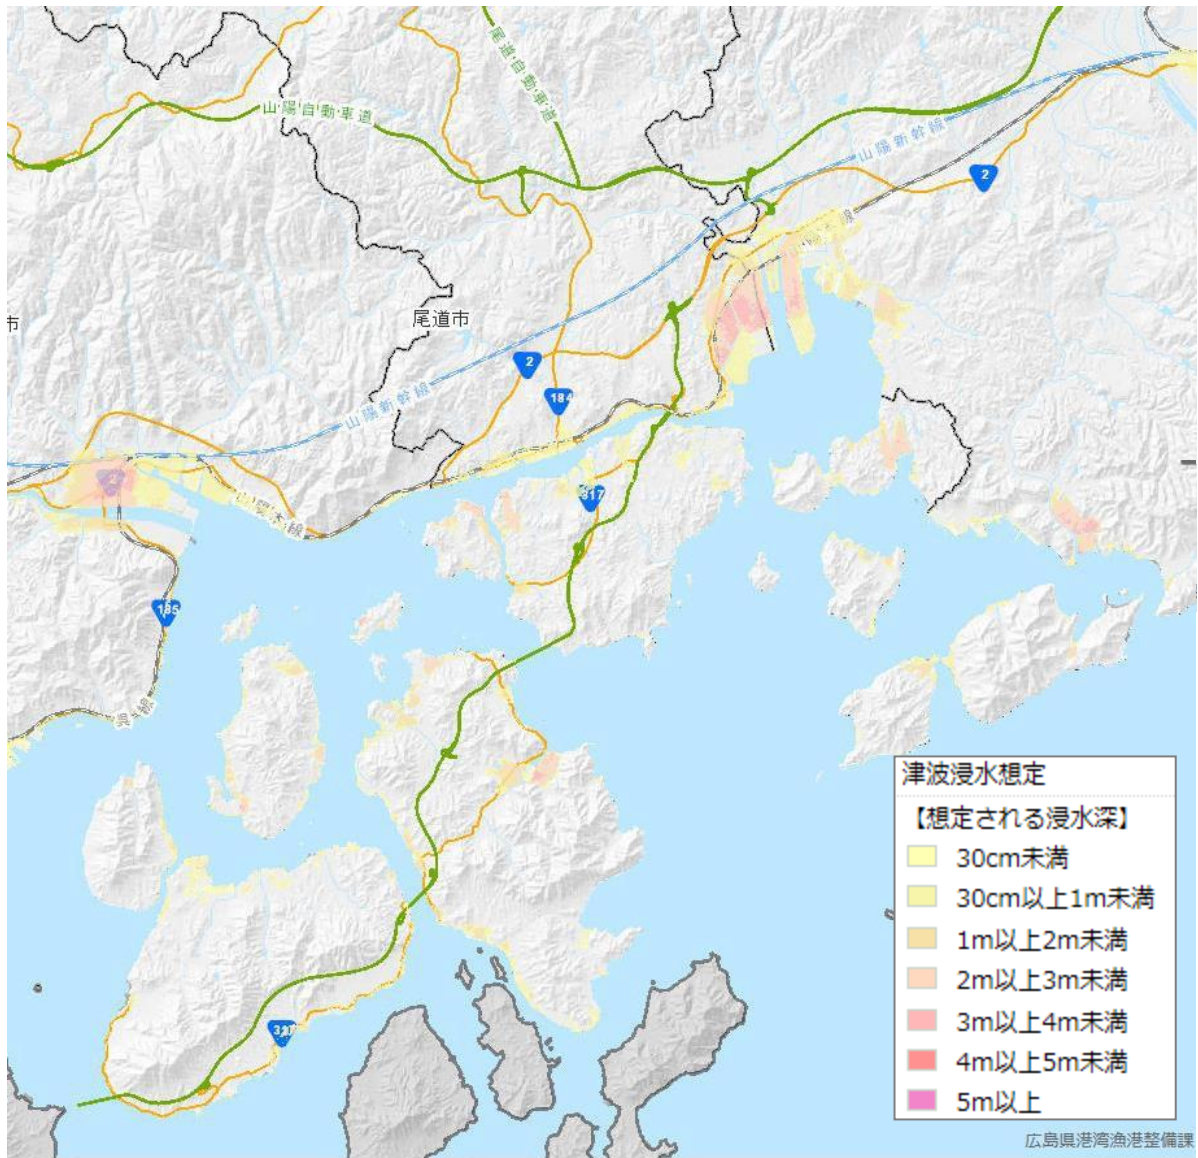 尾道自動車道
山陽自動車道
山陽新幹線
2
市
尾道市
2
184
山陽新幹線
2
317
山陽本線
185
呉線
317
津波浸水想定
【想定される浸水深】
30cm未満
30cm以上1m未満
1m以上2m未満
2m以上3m未満
3m以上4m未満
4m以上5m未満
5m以上
広島県港湾漁港整備課